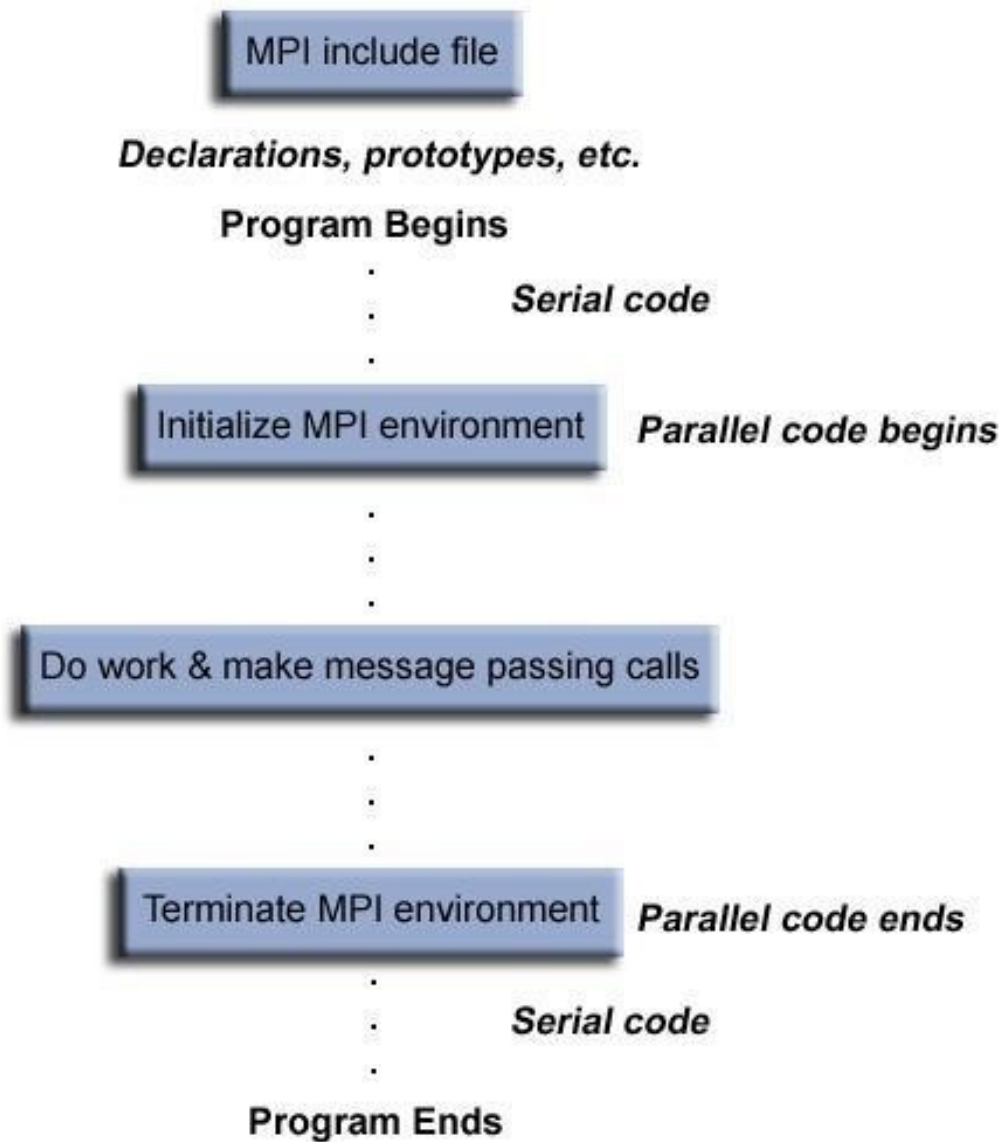 MPI include file
Declarations, prototypes, etc.
Program Begins
Serial code
Initialize MPI environment
Parallel code begins
Do work & make message passing calls
Terminate MPI environment
Parallel code ends
Serial code
Program Ends